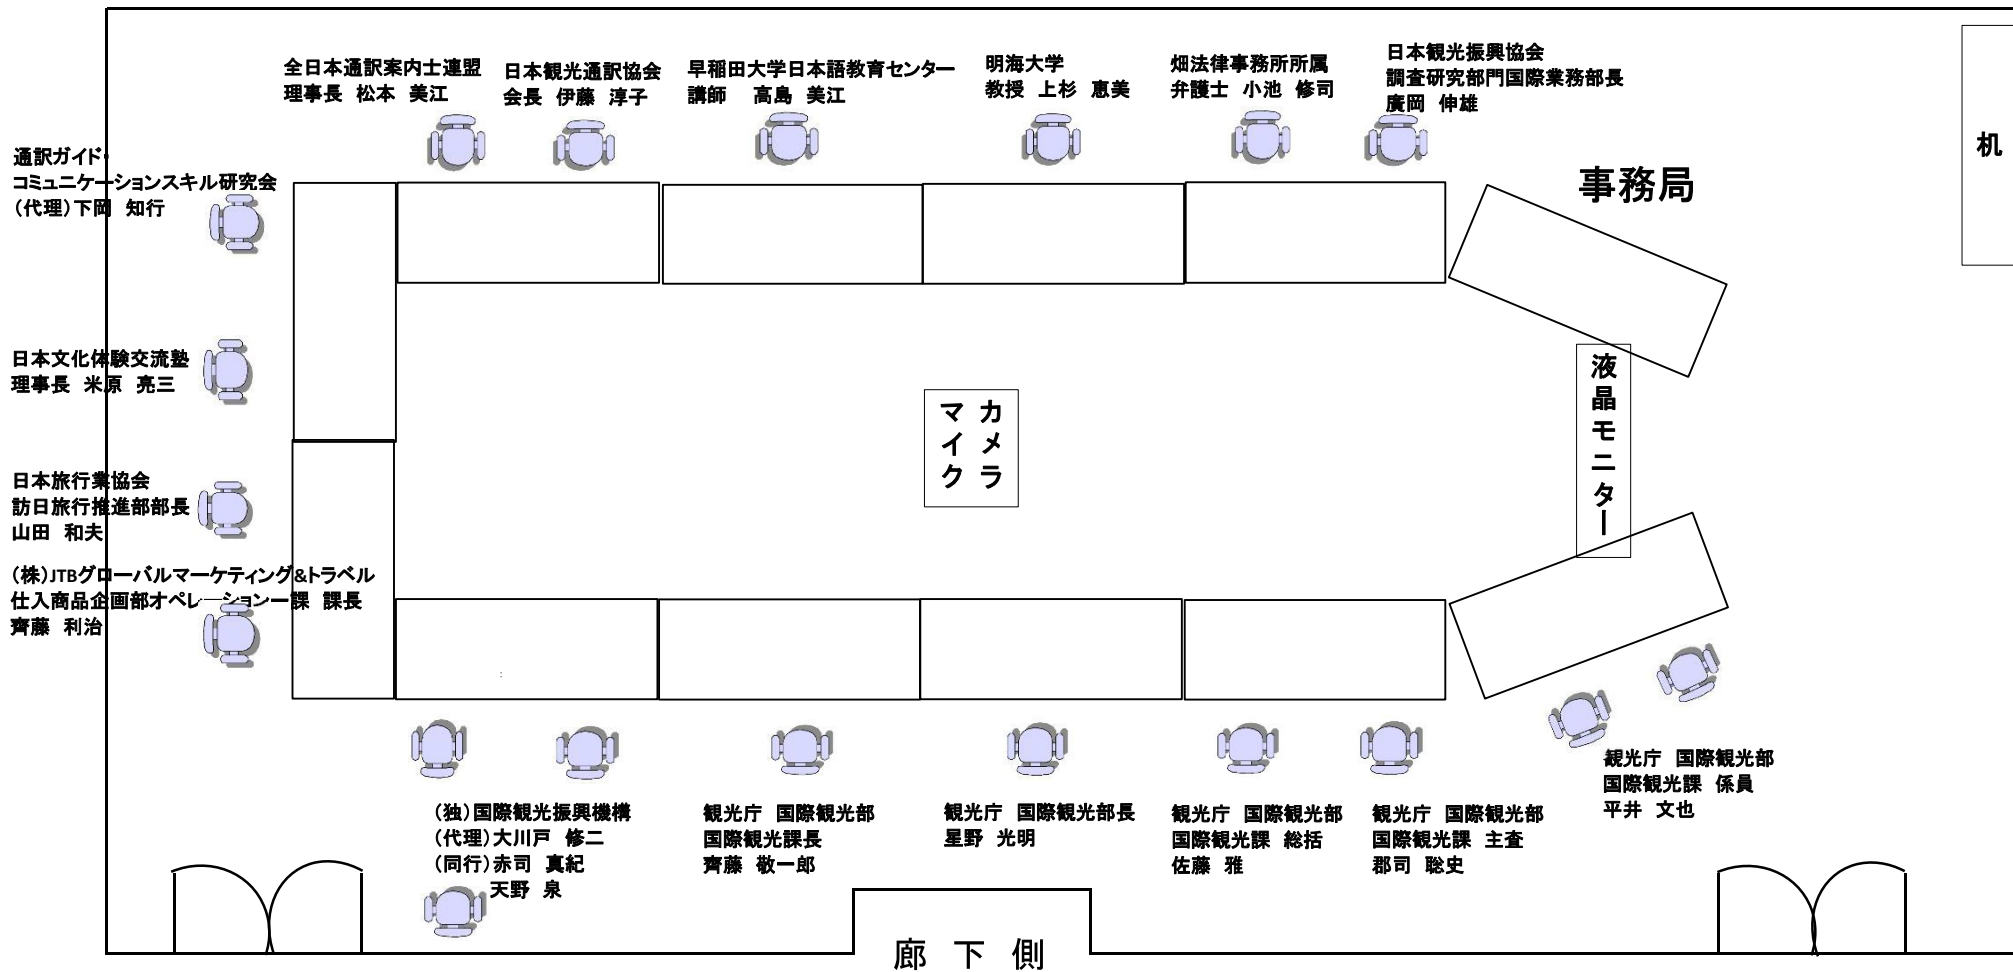 全日本通訳案内士連盟
理事長 松本 美江
日本観光通訳協会
会長 伊藤 淳子
早稲田大学日本語教育センター
講師 高島 美江
明海大学
教授 上杉 恵美
畑法律事務所所属
弁護士 小池 修司
日本観光振興協会
調査研究部門国際業務部長
廣岡 伸雄
机
事務局
通訳ガイド・
コミュニケーションスキル研究会
(代理)下岡 知行
日本文化体験交流塾
理事長 米原 亮三
日本旅行業協会
訪日旅行推進部部長
山田 和夫
(株)JTBグローバルマーケティング&トラベル
仕入商品企画部オペレーション一課 課長
齊藤 利治
カメラ
マイク
液晶モニター
(独)国際観光振興機構
(代理)大川戸 修二
(同行)赤司 真紀
天野 泉
観光庁 国際観光部
国際観光課長
齊藤 敬一郎
観光庁 国際観光部長
星野 光明
観光庁 国際観光部
国際観光課 総括
佐藤 雅
観光庁 国際観光部
国際観光課 主査
郡司 聡史
観光庁 国際観光部
国際観光課 係員
平井 文也
廊下側